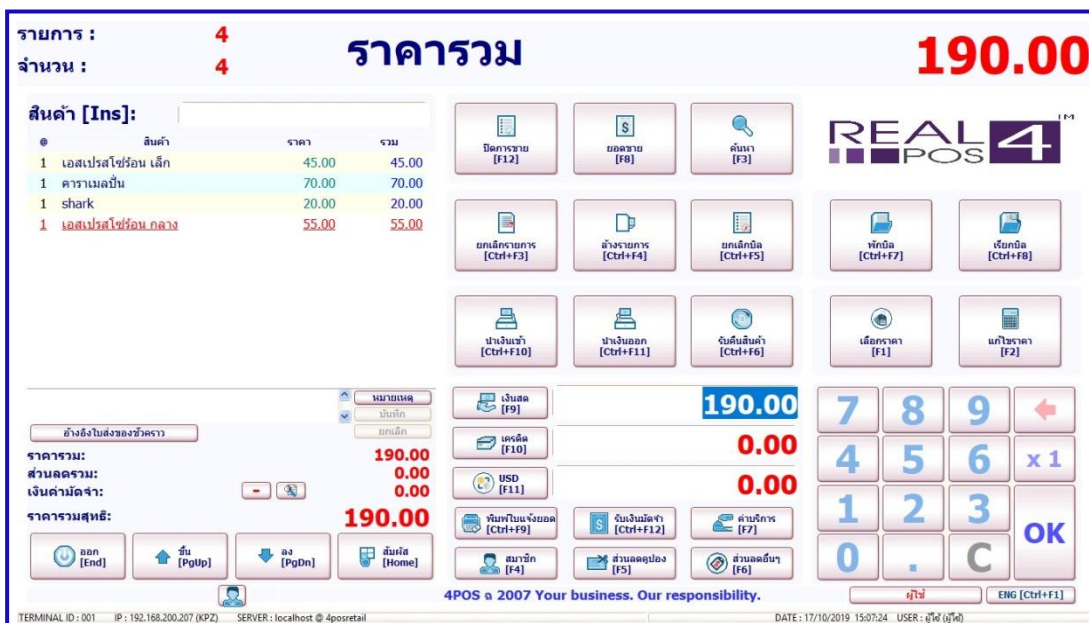 รายการ : 4
จำนวน : 4
ราคารวม
190.00
สินค้า [Ins]:
@ สินค้า ราคา รวม
1 เอสเปรสโซ่ร้อน เล็ก 45.00 45.00
1 คาราเมลปั่น 70.00 70.00
1 shark 20.00 20.00
1 เอสเปรสโซ่ร้อน กลาง 55.00 55.00
ปิดการขาย
[F12]
ยอดขาย
[F8]
ค้นหา
[F3]
REAL POS 4 TM
ยกเลิกรายการ
[Ctrl+F3]
ล้างรายการ
[Ctrl+F4]
ยกเลิกบิล
[Ctrl+F5]
พักบิล
[Ctrl+F7]
เรียกบิล
[Ctrl+F8]
นำเงินเข้า
[Ctrl+F10]
นำเงินออก
[Ctrl+F11]
รับคืนสินค้า
[Ctrl+F6]
เลือกราคา
[F1]
แก้ไขราคา
[F2]
หมายเหตุ
บันทึก
ยกเลิก
อ้างอิงใบส่งของชั่วคราว
ราคารวม: 190.00
ส่วนลดรวม: 0.00
เงินค่ามัดจำ: - 0.00
ราคารวมสุทธิ: 190.00
ออก
[End]
ขึ้น
[PgUp]
ลง
[PgDn]
สัมผัส
[Home]
เงินสด
[F9]
190.00
เครดิต
[F10]
0.00
USD
[F11]
0.00
พิมพ์ใบแจ้งยอด
[Ctrl+F9]
รับเงินมัดจำ
[Ctrl+F12]
ค่าบริการ
[F7]
สมาชิก
[F4]
ส่วนลดคูปอง
[F5]
ส่วนลดอื่นๆ
[F6]
7 8 9
4 5 6 x 1
1 2 3
0 . C OK
4POS ฉ 2007 Your business. Our responsibility.
ผู้ใช่
ENG [Ctrl+F1]
TERMINAL ID : 001 IP : 192.168.200.207 (KPZ) SERVER : localhost @ 4posretail DATE : 17/10/2019 15:07:24 USER : ผู้ใช่ (ผู้ใช่)